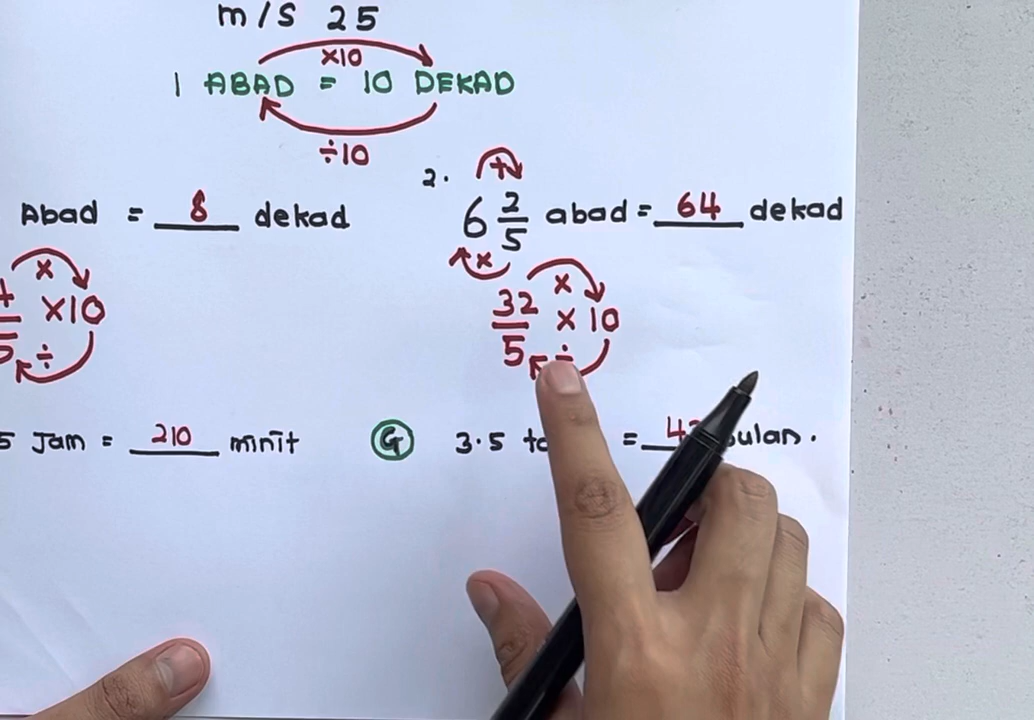 m/s 25
×10
1 ABAD = 10 DEKAD
÷10
Abad = 8 dekad
2. 6 2/5 abad = 64 dekad
×10
32/5 × 10
5 Jam = 210 minit
G 3.5 = bulan.